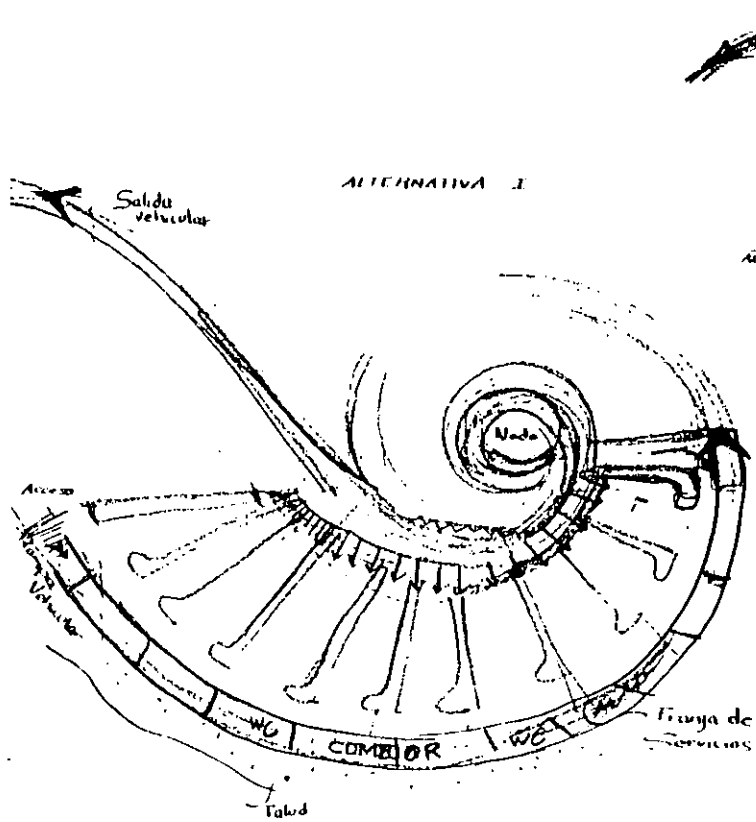 ALTERNATIVA I
Salida
vehicular
Nodo
Acceso
WC
COMEDOR
WC
Franja de
Servicios
Talud